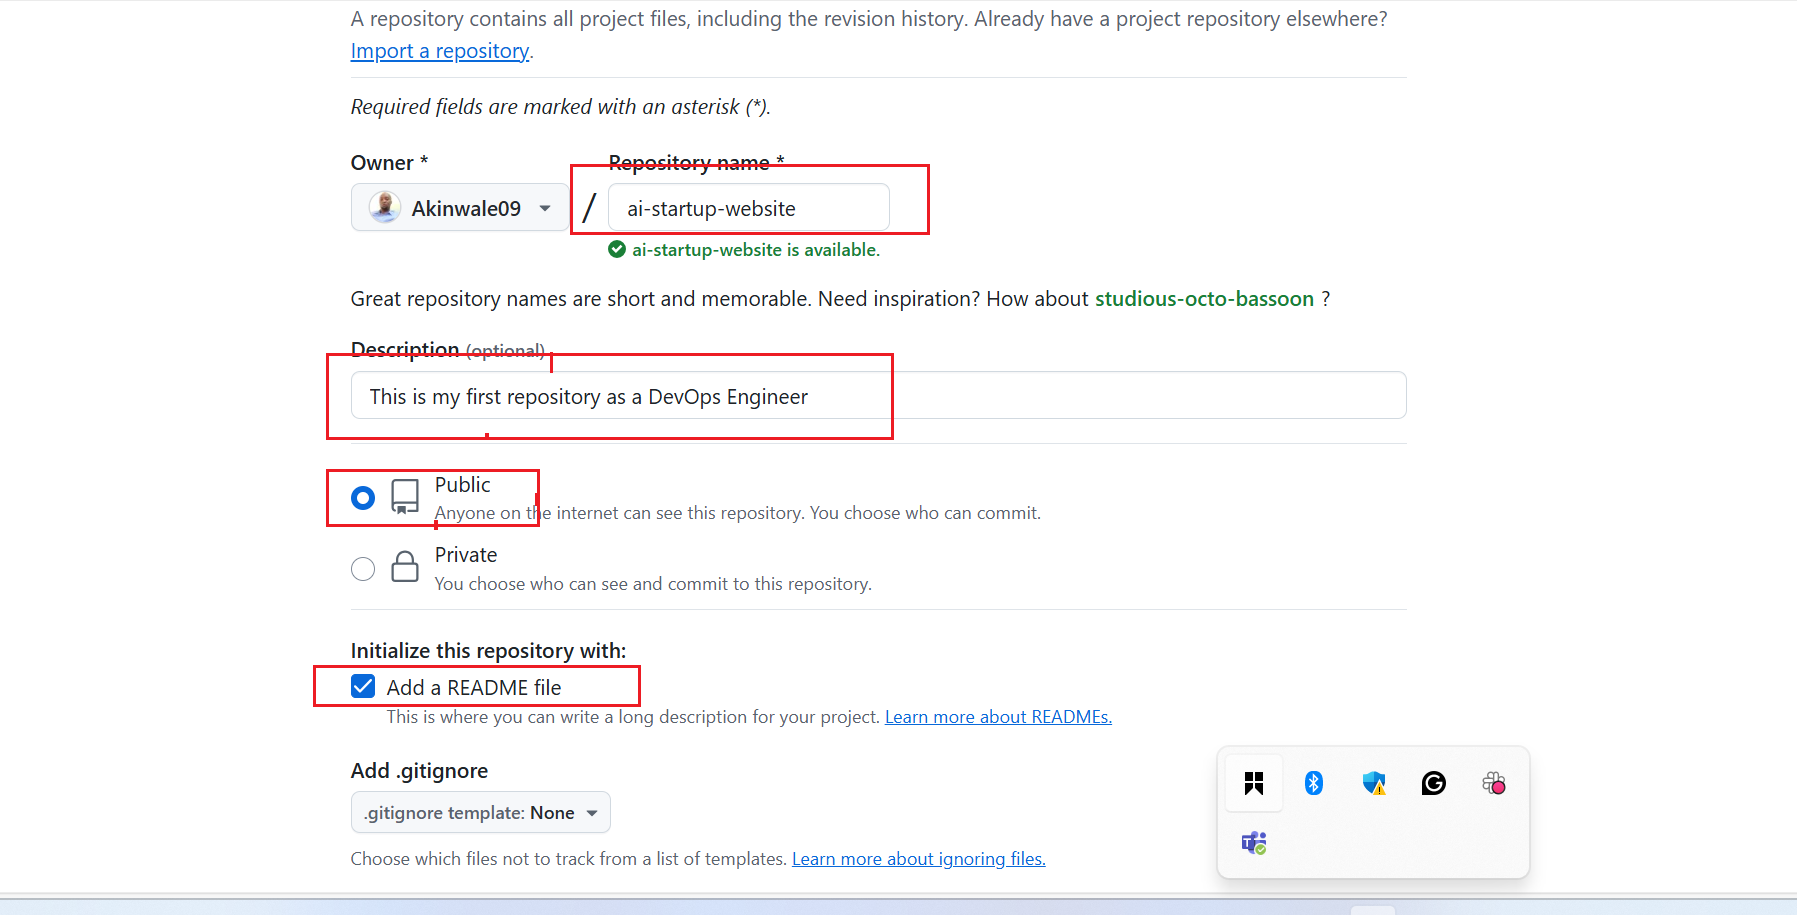 A repository contains all project files, including the revision history. Already have a project repository elsewhere?
Import a repository.
Required fields are marked with an asterisk (*).
Owner *
Repository name *
Akinwale09
/
ai-startup-website
ai-startup-website is available.
Great repository names are short and memorable. Need inspiration? How about studious-octo-bassoon ?
Description (optional)
This is my first repository as a DevOps Engineer
Public
Anyone on the internet can see this repository. You choose who can commit.
Private
You choose who can see and commit to this repository.
Initialize this repository with:
Add a README file
This is where you can write a long description for your project. Learn more about READMEs.
Add .gitignore
.gitignore template: None
Choose which files not to track from a list of templates. Learn more about ignoring files.